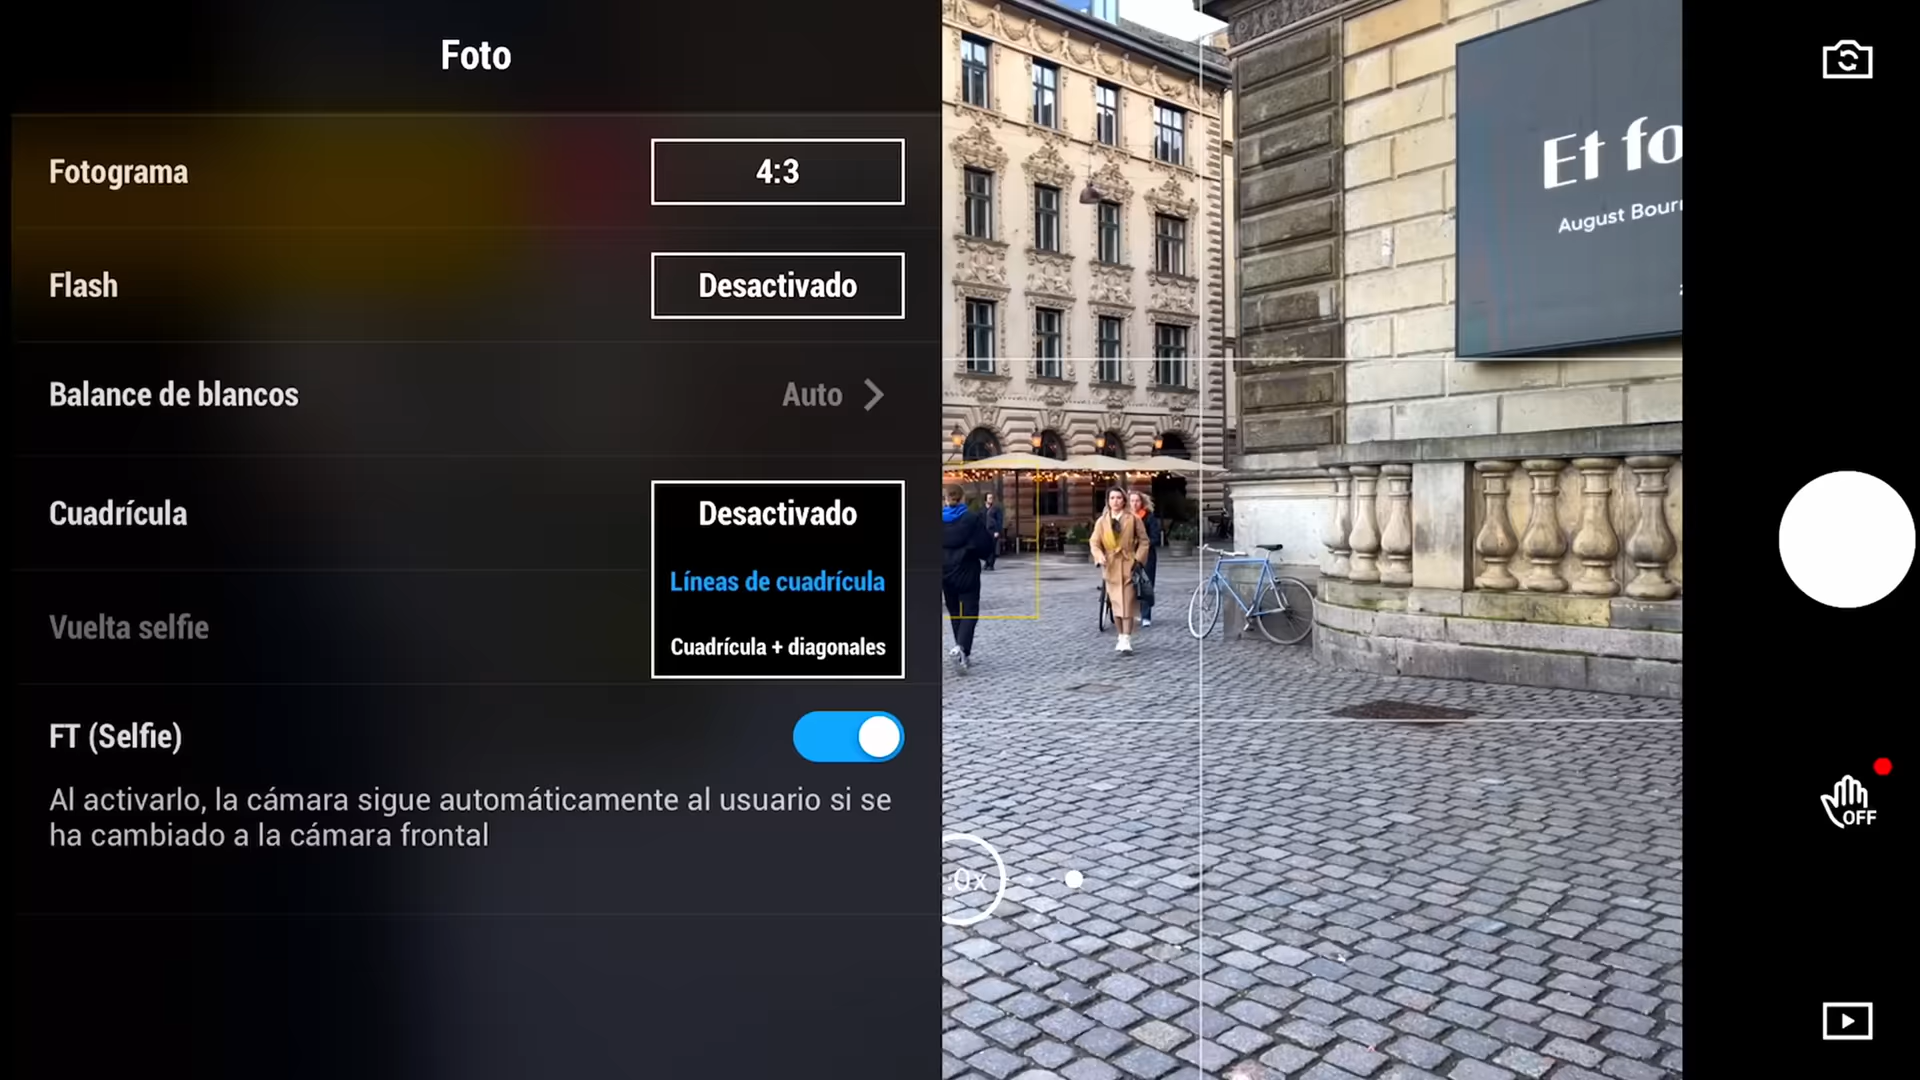 Foto
Fotograma
4:3
Flash
Desactivado
Balance de blancos
Auto
Cuadrícula
Desactivado
Líneas de cuadrícula
Cuadrícula + diagonales
Vuelta selfie
FT (Selfie)
Al activarlo, la cámara sigue automáticamente al usuario si se
ha cambiado a la cámara frontal
Et fo
August Bour
.0x
OFF